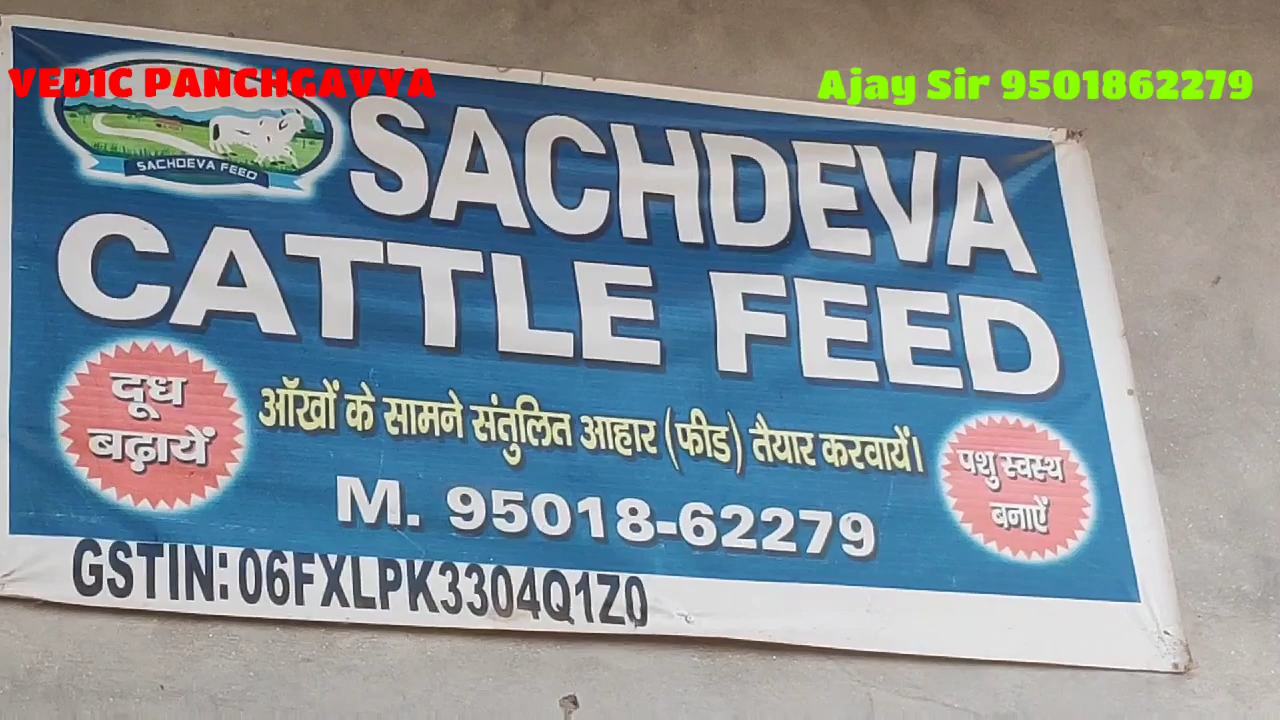 VEDIC PANCHGAVYA
Ajay Sir 9501862279
SACHDEVA FEED
SACHDEVA
CATTLE FEED
दूध
बढ़ायें
आँखों के सामने संतुलित आहार (फीड) तैयार करवायें।
पशु स्वस्थ
बनाऐं
M. 95018-62279
GSTIN: 06FXLPK3304Q1Z0